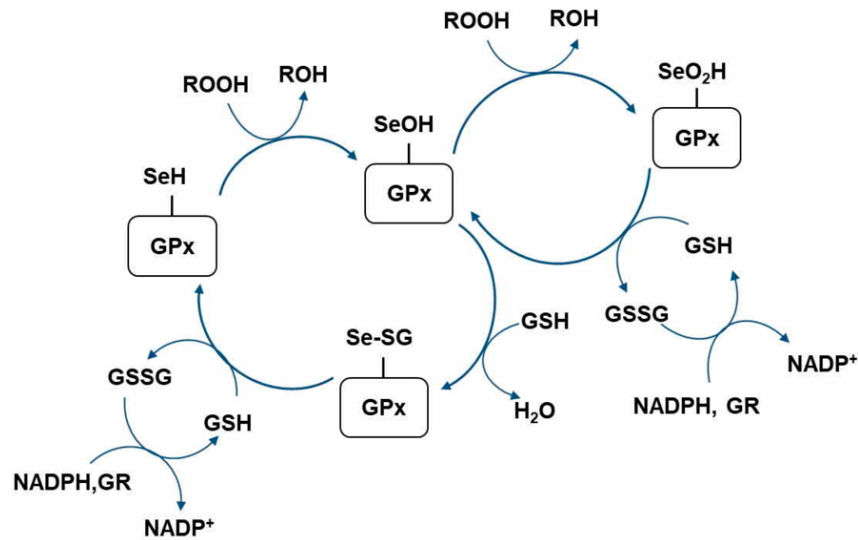 ROOH
ROH
SeO₂H
GPx
ROOH
ROH
SeOH
GPx
SeH
GPx
GSH
GSSG
NADP⁺
NADPH, GR
GSH
H₂O
Se-SG
GPx
GSSG
GSH
NADPH,GR
NADP⁺